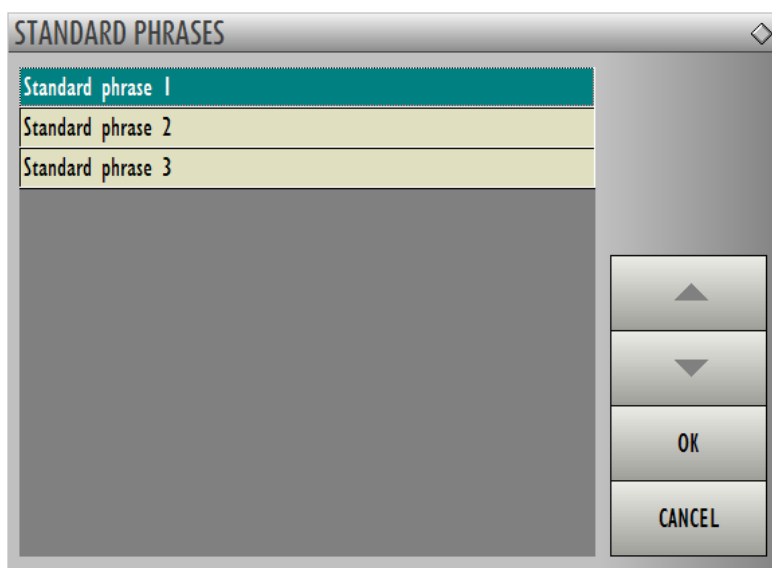 STANDARD PHRASES
Standard phrase 1
Standard phrase 2
Standard phrase 3
OK
CANCEL